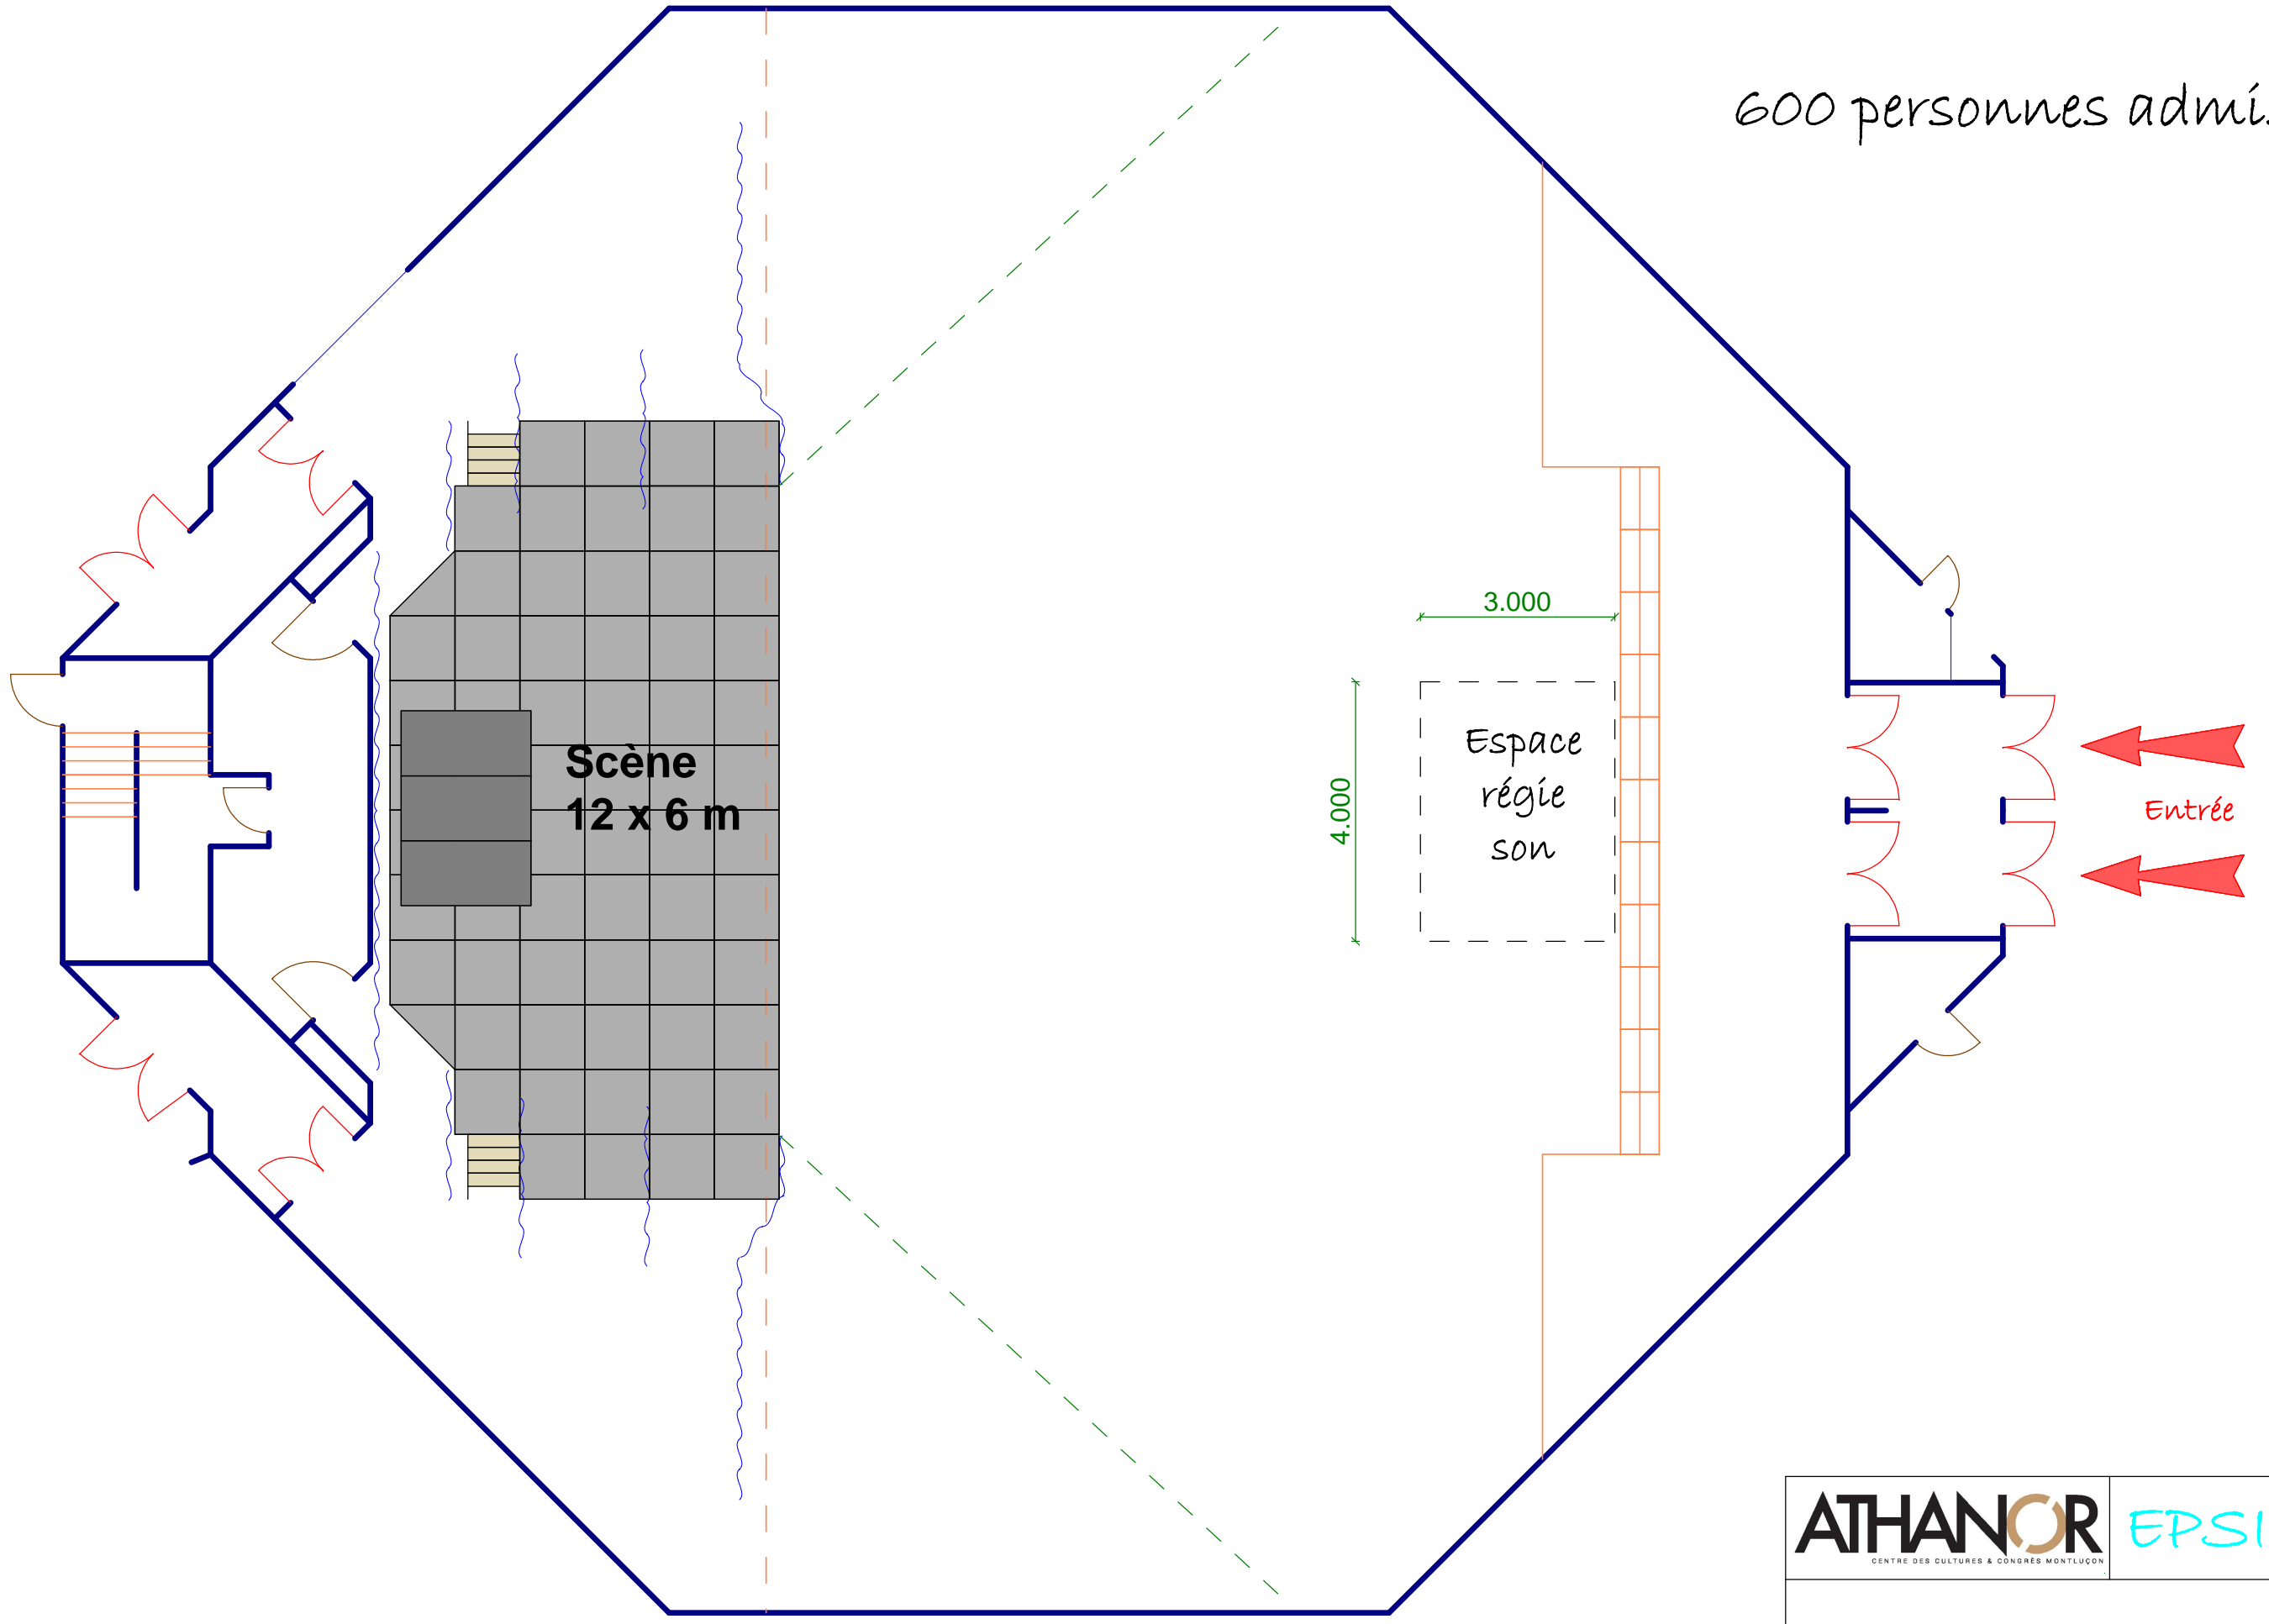 600 personnes admi
3.000
4.000
Espace
régie
son
Scène
12 x 6 m
Entrée
ATHANOR
CENTRE DES CULTURES & CONGRÈS MONTLUÇON
EPSI